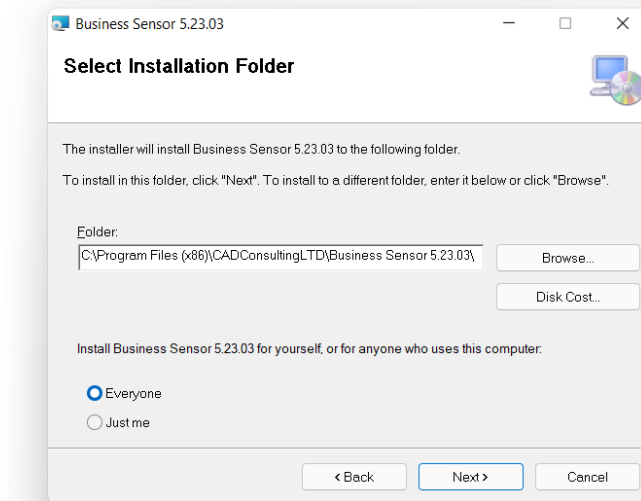 Business Sensor 5.23.03
Select Installation Folder
The installer will install Business Sensor 5.23.03 to the following folder.
To install in this folder, click "Next". To install to a different folder, enter it below or click "Browse".
Folder:
C:\Program Files (x86)\CADConsultingLTD\Business Sensor 5.23.03\
Browse...
Disk Cost...
Install Business Sensor 5.23.03 for yourself, or for anyone who uses this computer:
Everyone
Just me
< Back
Next >
Cancel